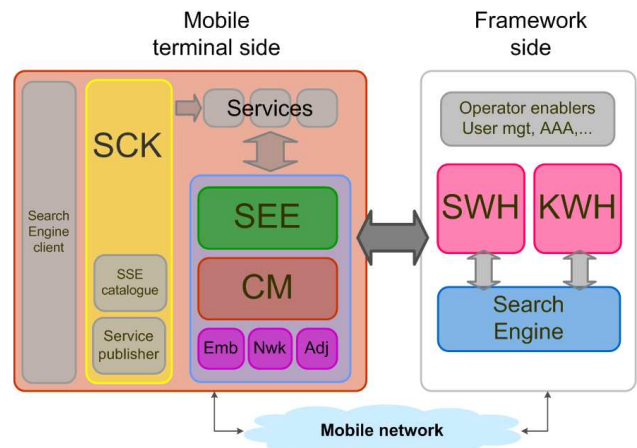 Mobile
terminal side
Framework
side
Search
Engine
client
SCK
SSE
catalogue
Service
publisher
Services
SEE
CM
Emb
Nwk
Adj
Operator enablers
User mgt, AAA,...
SWH
KWH
Search
Engine
Mobile network